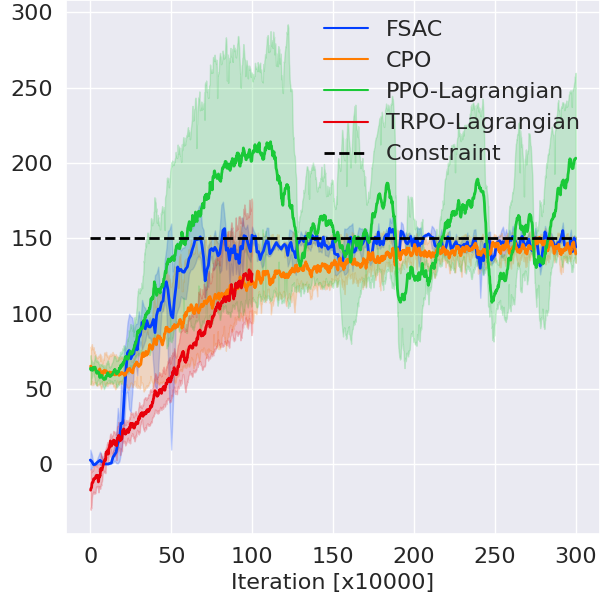 300
250
200
150
100
50
0
FSAC
CPO
PPO-Lagrangian
TRPO-Lagrangian
Constraint
0 50 100 150 200 250 300
Iteration [x10000]